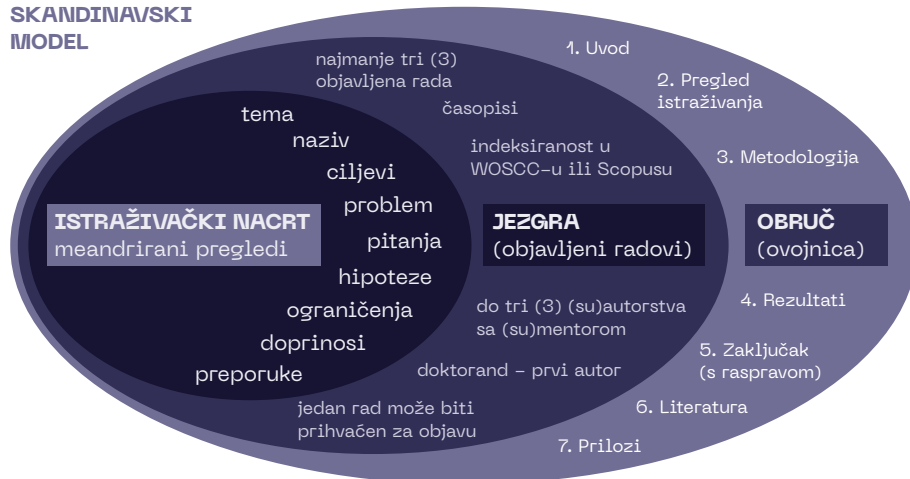 SKANDINAVSKI
MODEL
tema
naziv
ciljevi
problem
ISTRAŽIVAČKI NACRT
meandrirani pregledi
pitanja
hipoteze
ograničenja
doprinosi
preporuke
najmanje tri (3)
objavljena rada
časopisi
indeksiranost u
WOSCC-u ili Scopusu
JEZGRA
(objavljeni radovi)
do tri (3) (su)autorstva
sa (su)mentorom
doktorand – prvi autor
jedan rad može biti
prihvaćen za objavu
1. Uvod
2. Pregled
istraživanja
3. Metodologija
OBRUČ
(ovojnica)
4. Rezultati
5. Zaključak
(s raspravom)
6. Literatura
7. Prilozi